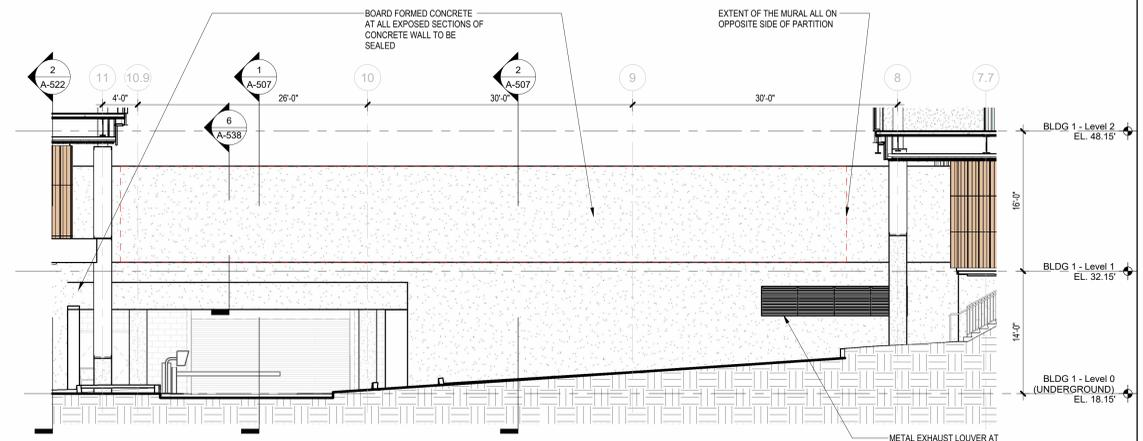 BOARD FORMED CONCRETE
AT ALL EXPOSED SECTIONS OF
CONCRETE WALL TO BE
SEALED
EXTENT OF THE MURAL ALL ON
OPPOSITE SIDE OF PARTITION
2
A-522
11
10.9
1
A-507
10
2
A-507
9
8
7.7
4'-0"
26'-0"
30'-0"
30'-0"
6
A-538
BLDG 1 - Level 2
EL. 48.15'
16'-0"
BLDG 1 - Level 1
EL. 32.15'
14'-0"
BLDG 1 - Level 0
(UNDERGROUND)
EL. 18.15'
METAL EXHAUST LOUVER AT